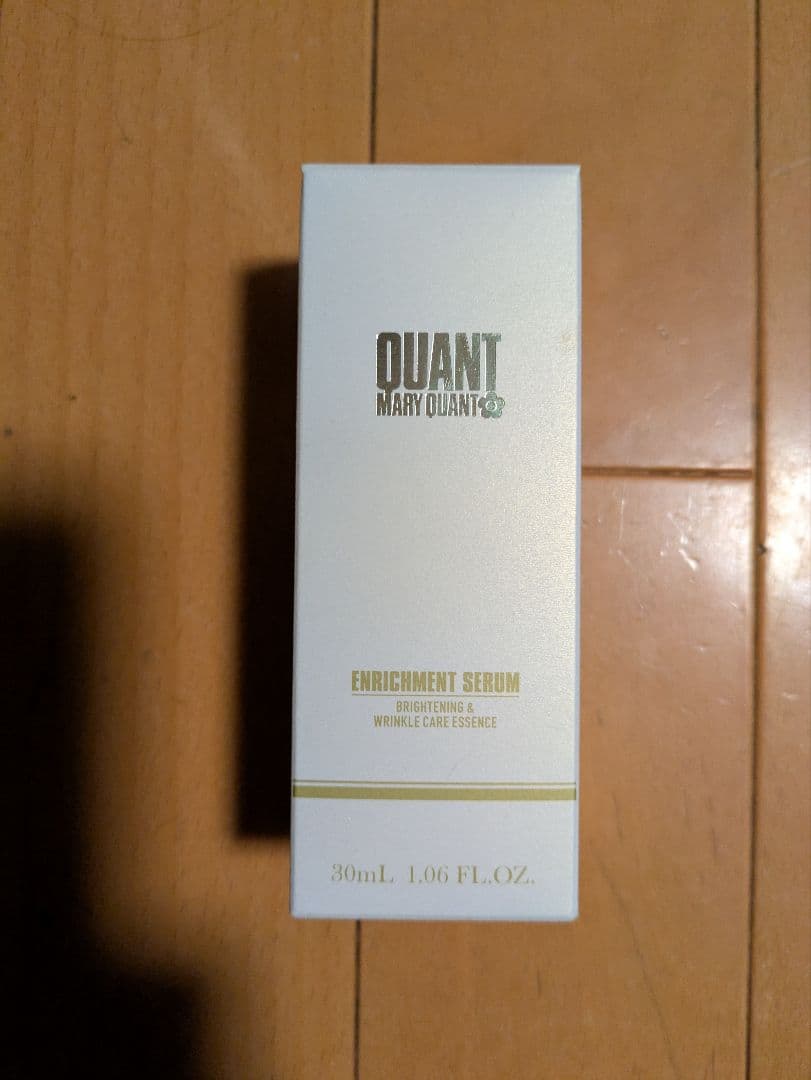 QUANT
MARY QUANT
ENRICHMENT SERUM
BRIGHTENING &
WRINKLE CARE ESSENCE
30mL 1.06 FL.OZ.